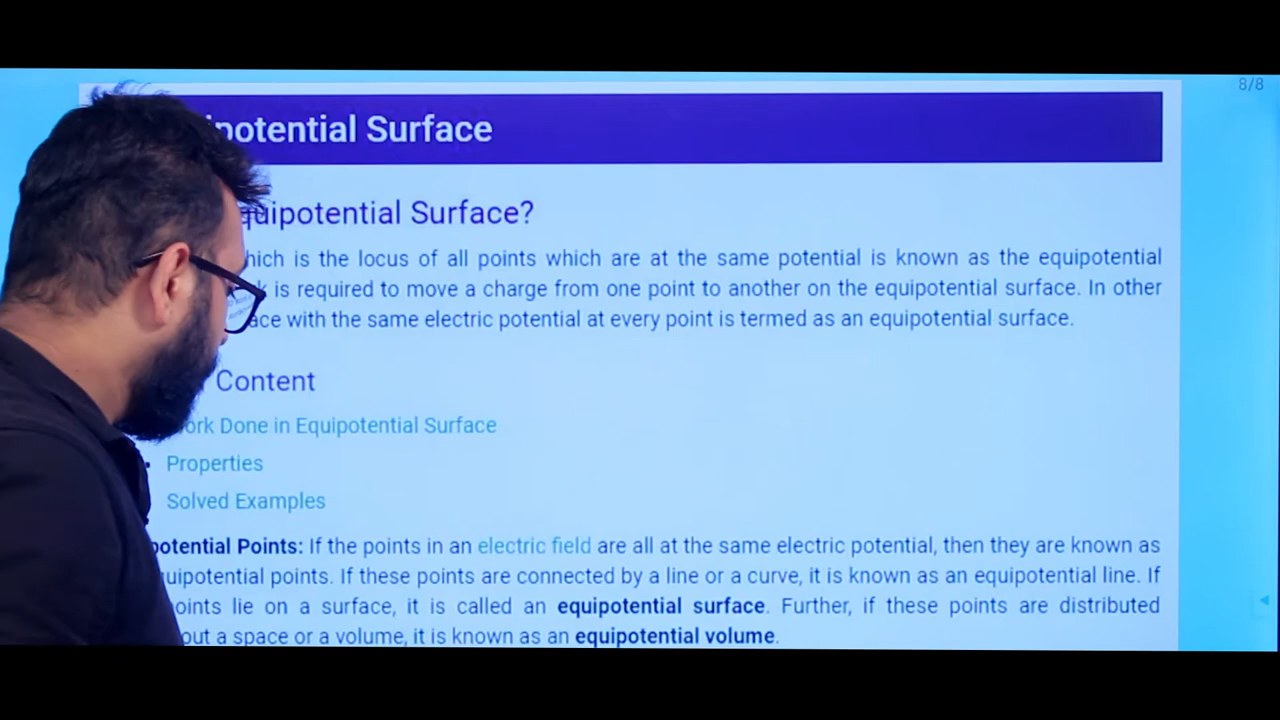 8/8
ipotential Surface
quipotential Surface?
hich is the locus of all points which are at the same potential is known as the equipotential
k is required to move a charge from one point to another on the equipotential surface. In other
ace with the same electric potential at every point is termed as an equipotential surface.
Content
ork Done in Equipotential Surface
Properties
Solved Examples
potential Points: If the points in an electric field are all at the same electric potential, then they are known as
uipotential points. If these points are connected by a line or a curve, it is known as an equipotential line. If
oints lie on a surface, it is called an equipotential surface. Further, if these points are distributed
out a space or a volume, it is known as an equipotential volume.